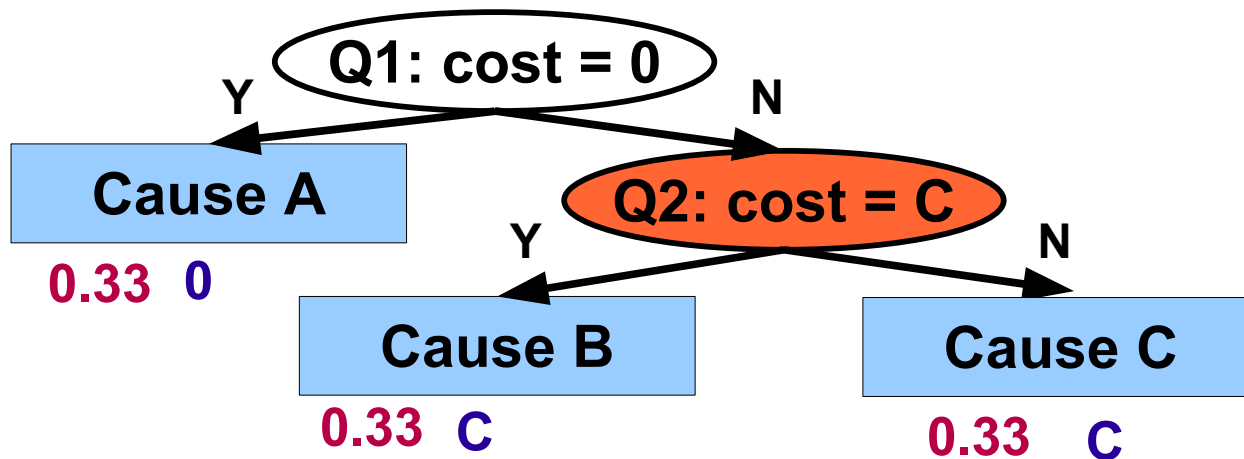 Q1: cost = 0
Y
N
Cause A
Q2: cost = C
0.33 0
Y
N
Cause B
Cause C
0.33 C
0.33 C